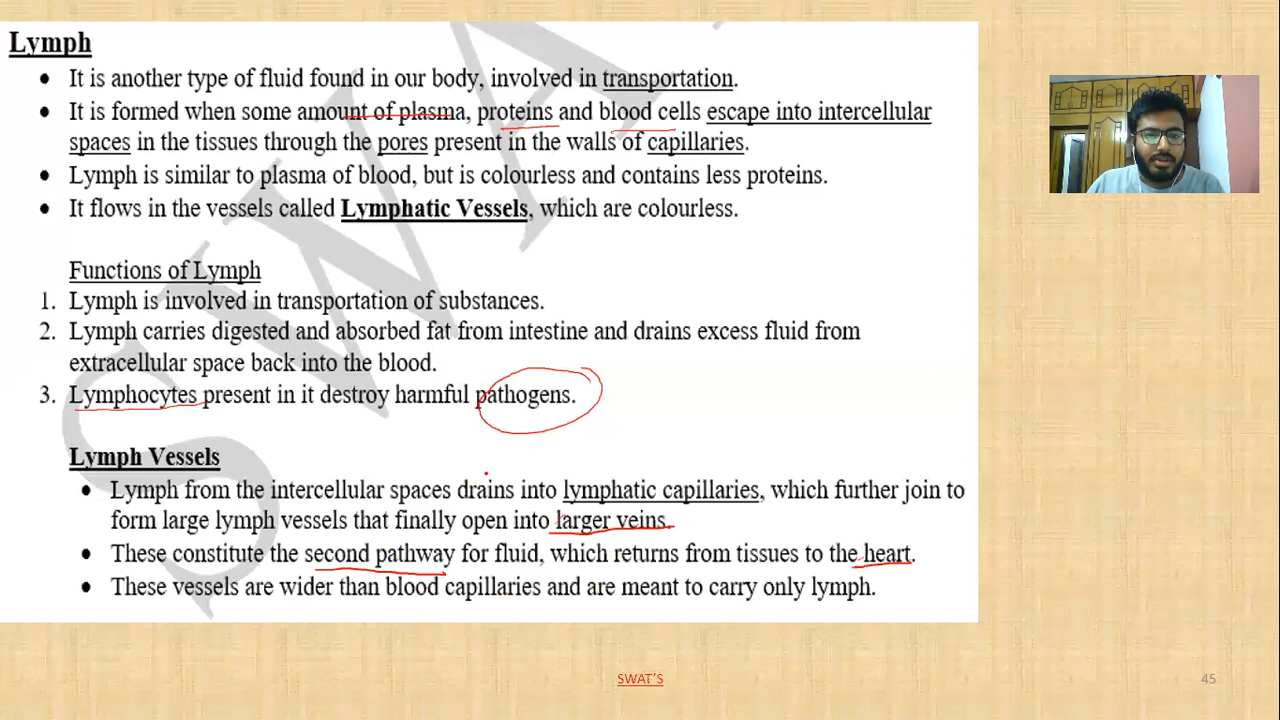 Lymph
• It is another type of fluid found in our body, involved in transportation.
• It is formed when some amount of plasma, proteins and blood cells escape into intercellular
spaces in the tissues through the pores present in the walls of capillaries.
• Lymph is similar to plasma of blood, but is colourless and contains less proteins.
• It flows in the vessels called Lymphatic Vessels, which are colourless.
Functions of Lymph
1. Lymph is involved in transportation of substances.
2. Lymph carries digested and absorbed fat from intestine and drains excess fluid from
extracellular space back into the blood.
3. Lymphocytes present in it destroy harmful pathogens.
Lymph Vessels
• Lymph from the intercellular spaces drains into lymphatic capillaries, which further join to
form large lymph vessels that finally open into larger veins.
• These constitute the second pathway for fluid, which returns from tissues to the heart.
• These vessels are wider than blood capillaries and are meant to carry only lymph.
SWAT'S
45